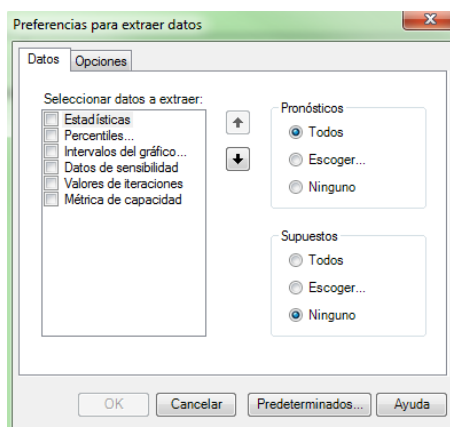 Preferencias para extraer datos
Datos
Opciones
Seleccionar datos a extraer:
Estadísticas
Percentiles...
Intervalos del gráfico...
Datos de sensibilidad
Valores de iteraciones
Métrica de capacidad
Pronósticos
Todos
Escoger...
Ninguno
Supuestos
Todos
Escoger...
Ninguno
OK
Cancelar
Predeterminados...
Ayuda